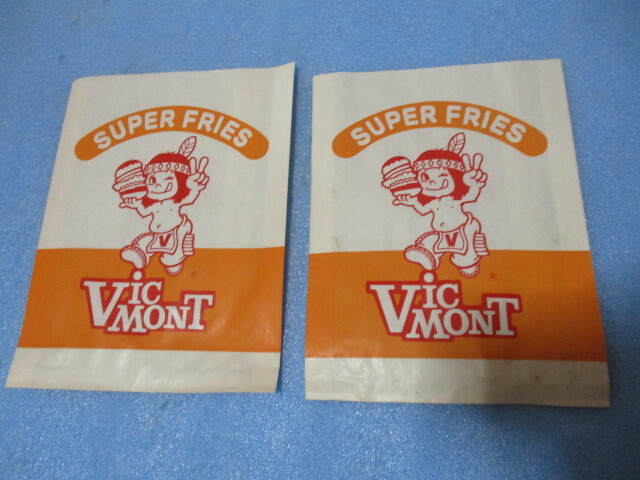 SUPER FRIES
V
VIC
MONT
®
SUPER FRIES
V
VIC
MONT
®